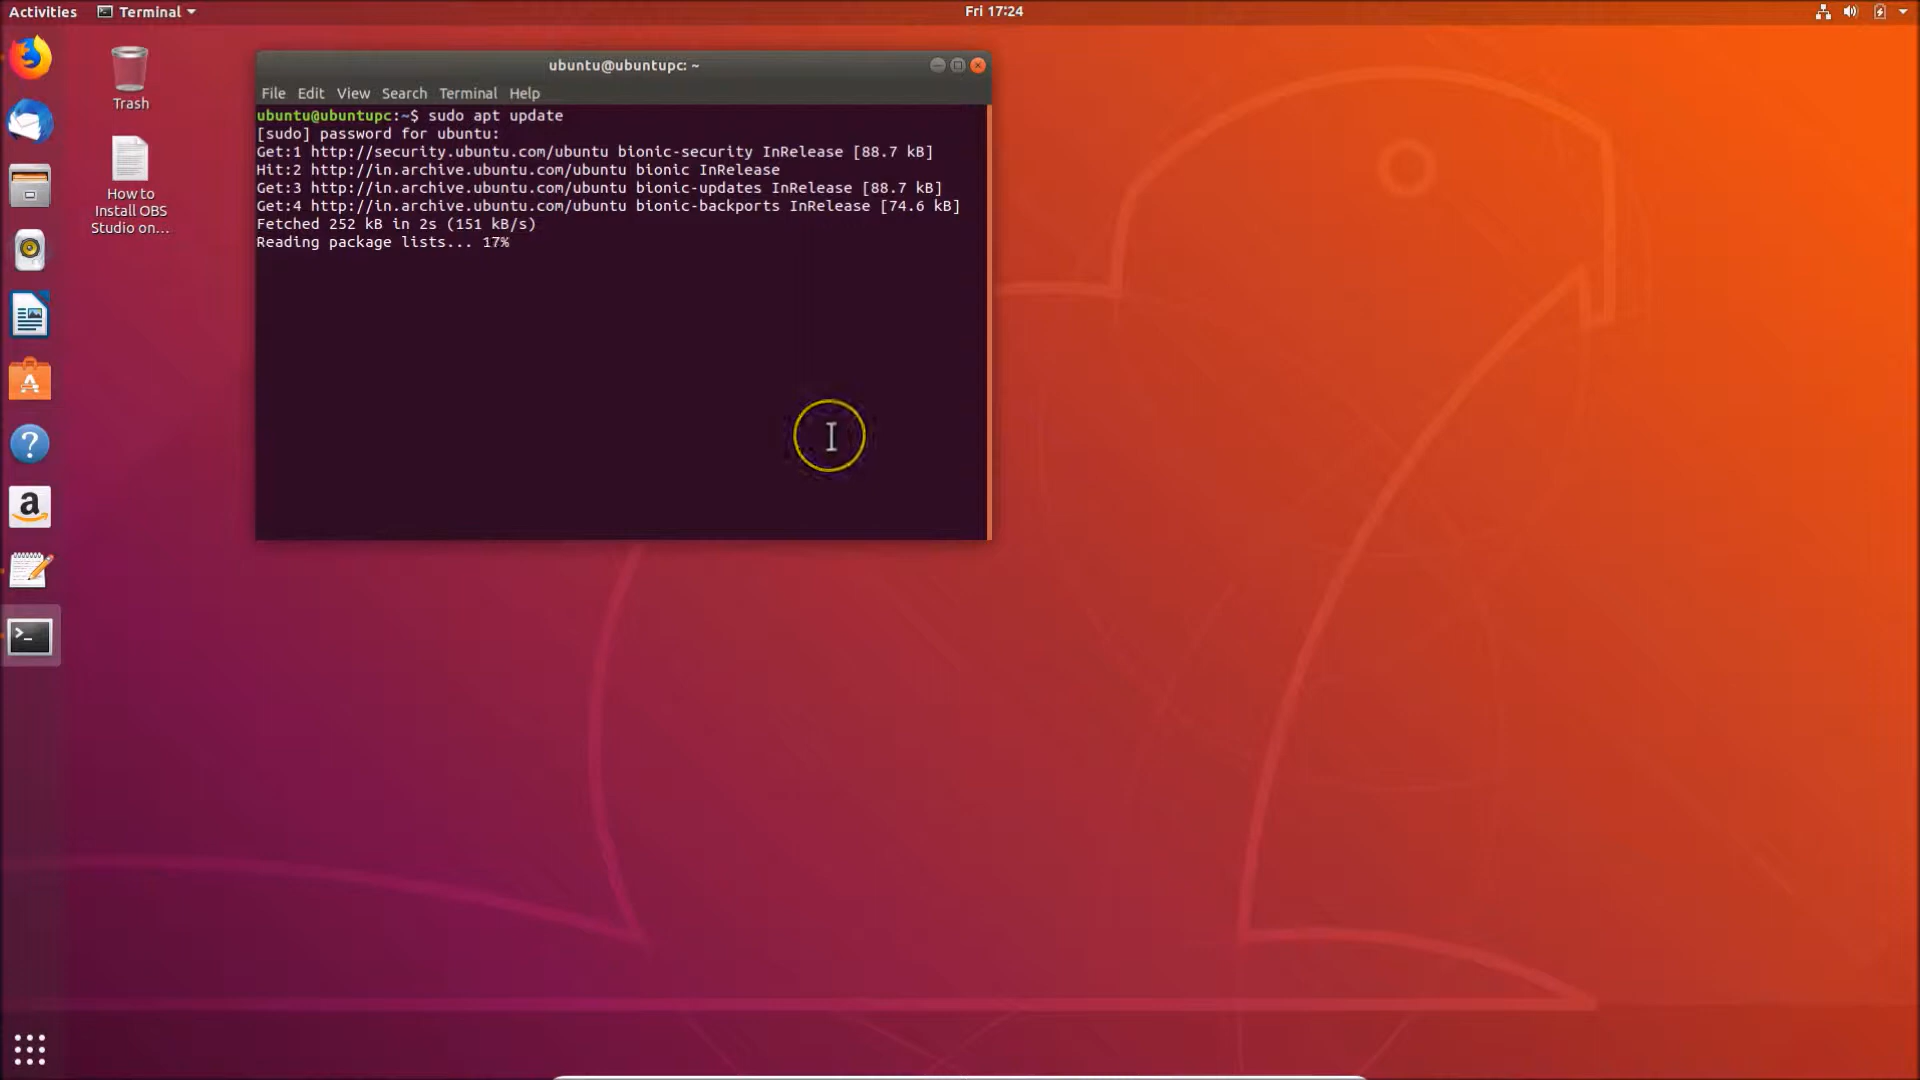 Activities Terminal Fri 17:24
Trash
How to
Install OBS
Studio on...
ubuntu@ubuntupc: ~
File Edit View Search Terminal Help
ubuntu@ubuntupc:~$ sudo apt update
[sudo] password for ubuntu:
Get:1 http://security.ubuntu.com/ubuntu bionic-security InRelease [88.7 kB]
Hit:2 http://in.archive.ubuntu.com/ubuntu bionic InRelease
Get:3 http://in.archive.ubuntu.com/ubuntu bionic-updates InRelease [88.7 kB]
Get:4 http://in.archive.ubuntu.com/ubuntu bionic-backports InRelease [74.6 kB]
Fetched 252 kB in 2s (151 kB/s)
Reading package lists... 17%